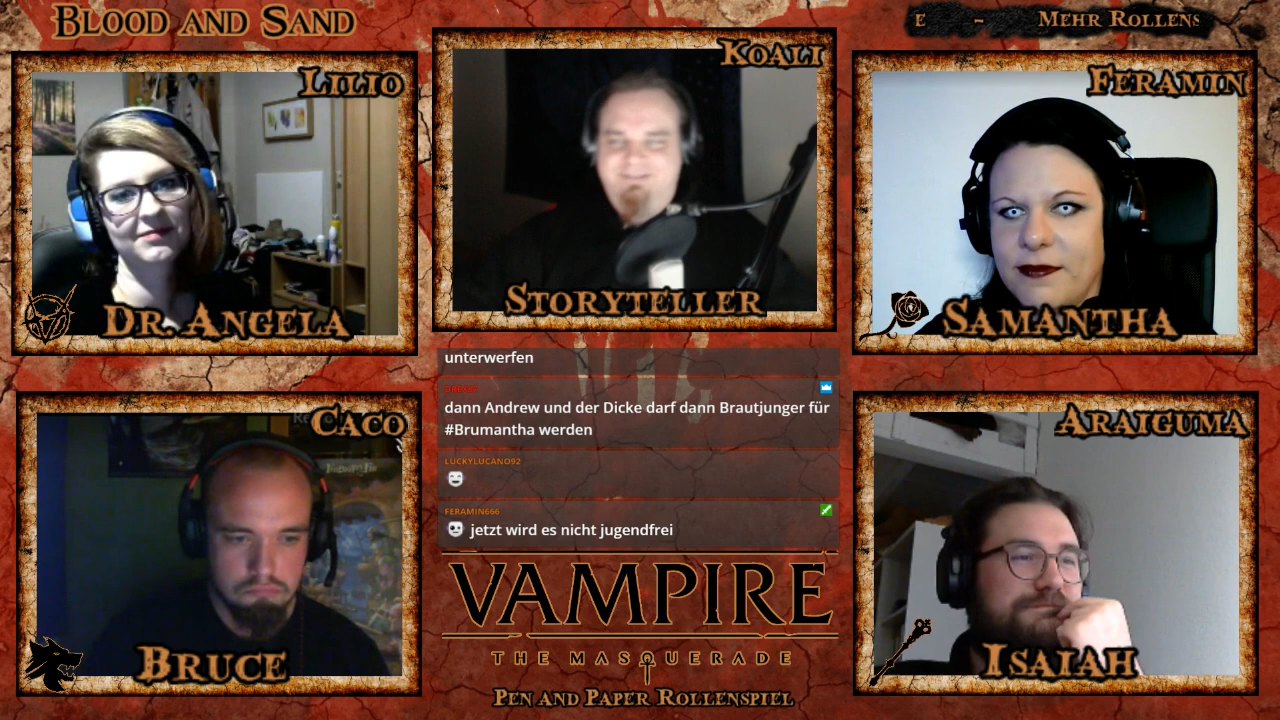 BLOOD AND SAND
E - MEHR ROLLENS
LILIO
DR. ANGELA
KOALI
STORYTELLER
FERAMIN
SAMANTHA
unterwerfen
dann Andrew und der Dicke darf dann Brautjunger für
#Brumantha werden
LUCKYLUCANO92
FERAMIN666
jetzt wird es nicht jugendfrei
CACO
BRUCE
ARAIGUMA
ISAIAH
VAMPIRE
THE MASQUERADE
PEN AND PAPER ROLLENSPIEL